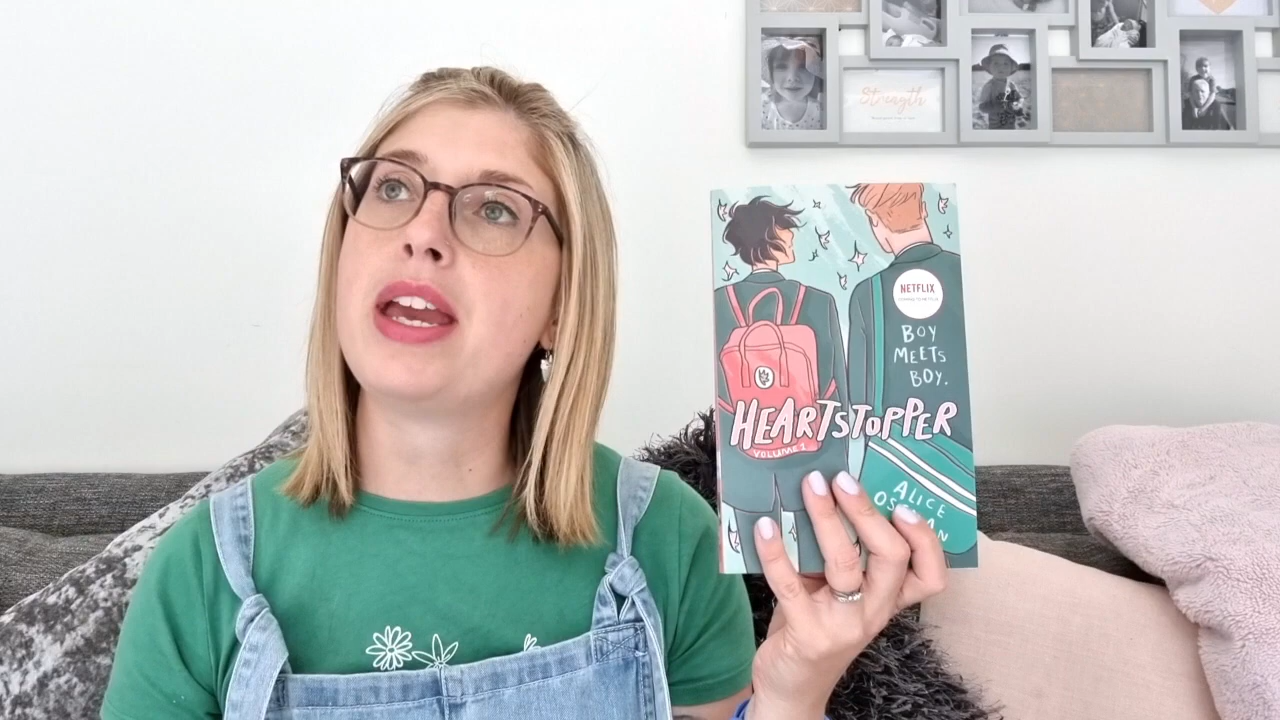 Strength
NETFLIX
BOY
MEETS
BOY.
HEARTSTOPPER
VOLUME 1
ALICE